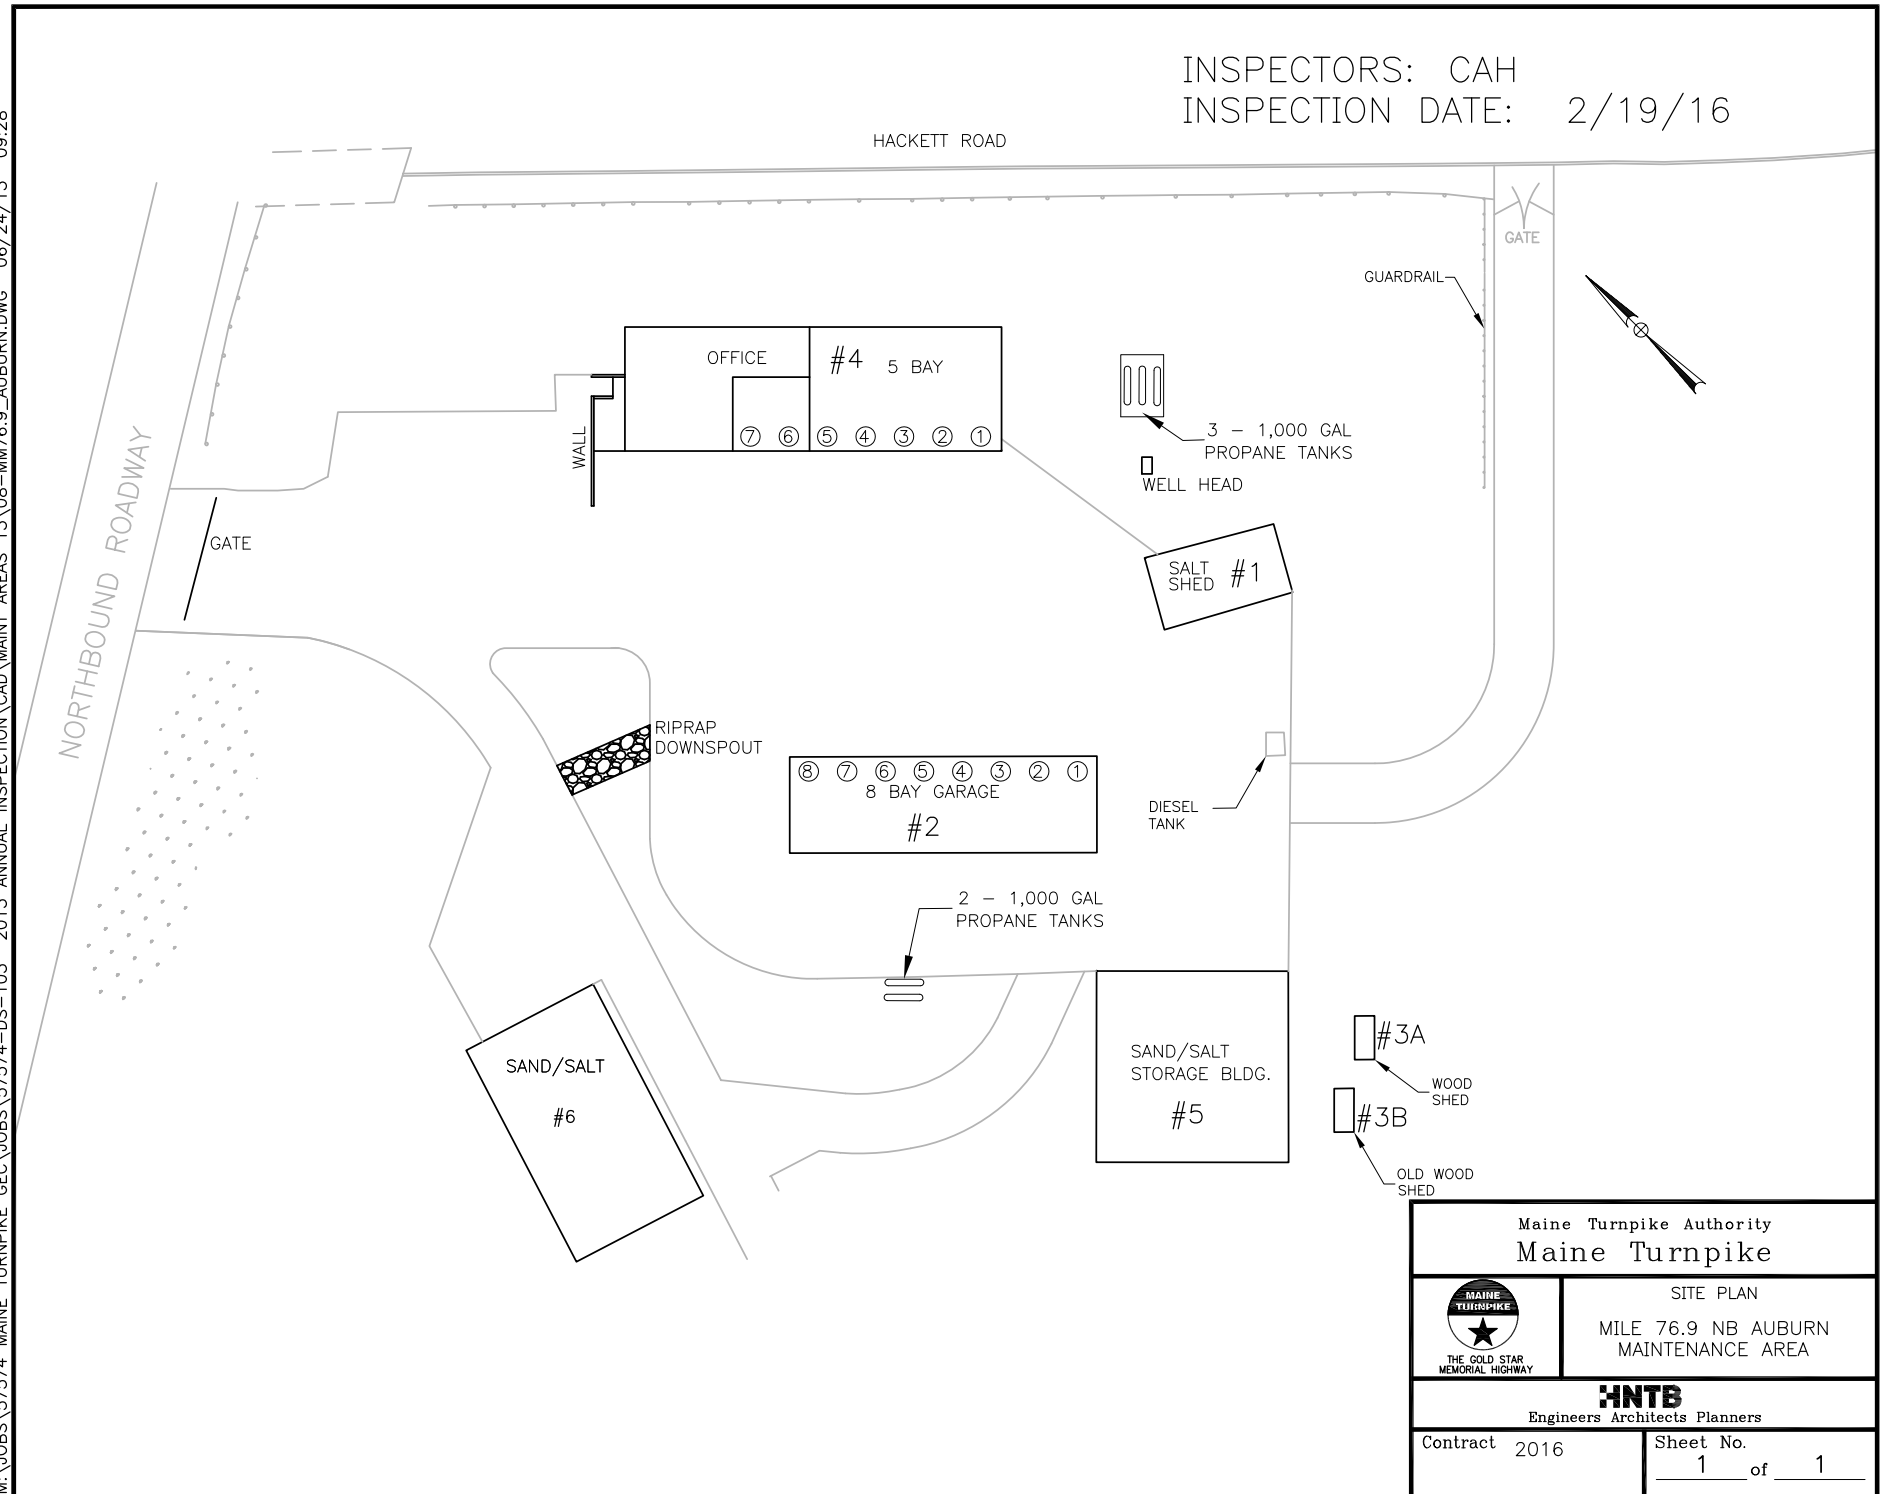 INSPECTORS: CAH
INSPECTION DATE: 2/19/16
HACKETT ROAD
GATE
GUARDRAIL
OFFICE
#4 5 BAY
7 6 5 4 3 2 1
WALL
3 - 1,000 GAL
PROPANE TANKS
WELL HEAD
NORTHBOUND ROADWAY
GATE
SALT
SHED #1
RIPRAP
DOWNSPOUT
8 7 6 5 4 3 2 1
8 BAY GARAGE
#2
DIESEL
TANK
2 - 1,000 GAL
PROPANE TANKS
SAND/SALT
#6
SAND/SALT
STORAGE BLDG.
#5
#3A
WOOD
SHED
#3B
OLD WOOD
SHED
Maine Turnpike Authority
Maine Turnpike
MAINE
TURNPIKE
THE GOLD STAR
MEMORIAL HIGHWAY
SITE PLAN
MILE 76.9 NB AUBURN
MAINTENANCE AREA
HNTB
Engineers Architects Planners
Contract 2016
Sheet No.
1 of 1